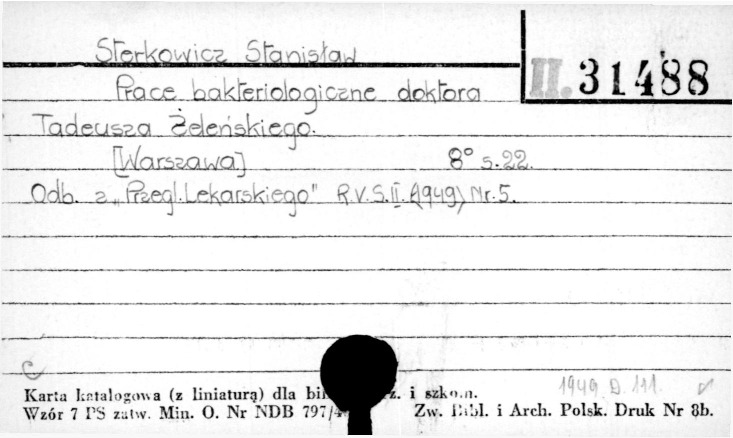 Sterkowicz Stanisław
II. 31488
Prace bakteriologiczne doktora
Tadeusza Żeleńskiego.
[Warszawa] 8° s. 22.
Odb. z „Przegl. Lekarskiego" R.V.S.II. (1949) Nr. 5.
1949 D. 111.
Karta katalogowa (z liniaturą) dla i szkoln.
Wzór 7 PS zatw. Min. O. Nr NDB 797/4 Zw. Bibl. i Arch. Polsk. Druk Nr 8b.